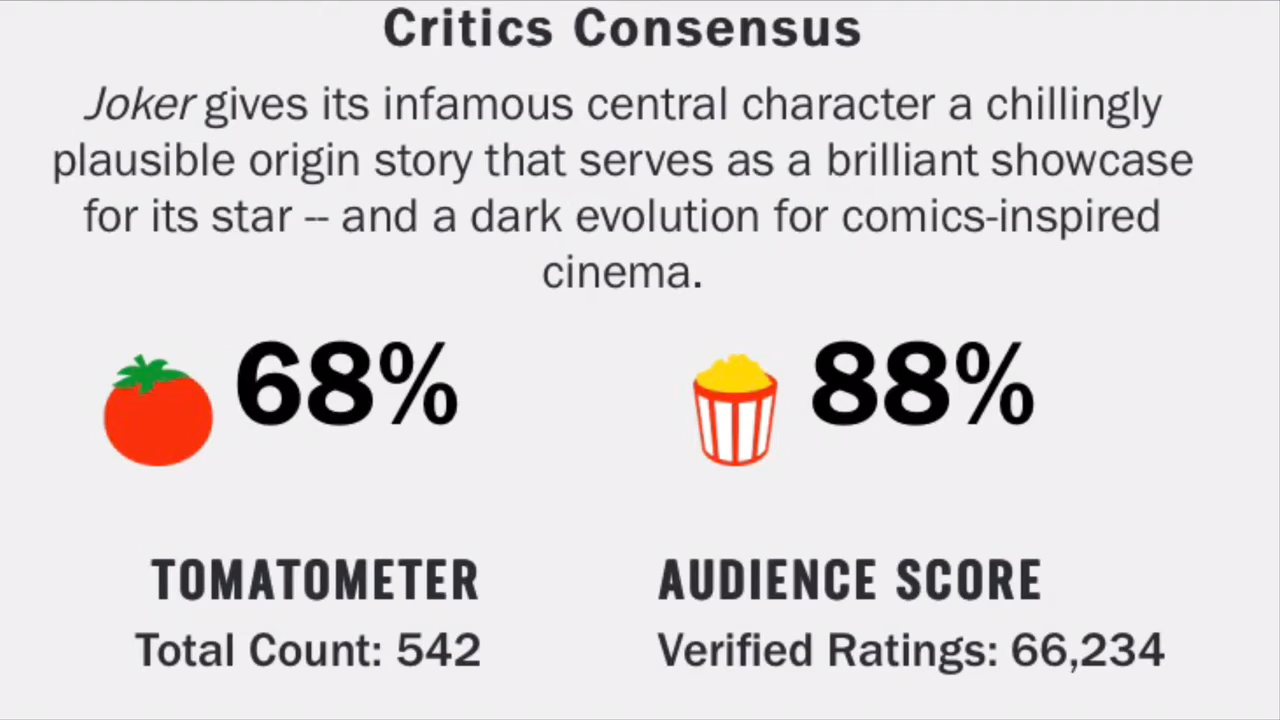 Critics Consensus
Joker gives its infamous central character a chillingly
plausible origin story that serves as a brilliant showcase
for its star -- and a dark evolution for comics-inspired
cinema.
68%
88%
TOMATOMETER
AUDIENCE SCORE
Total Count: 542
Verified Ratings: 66,234